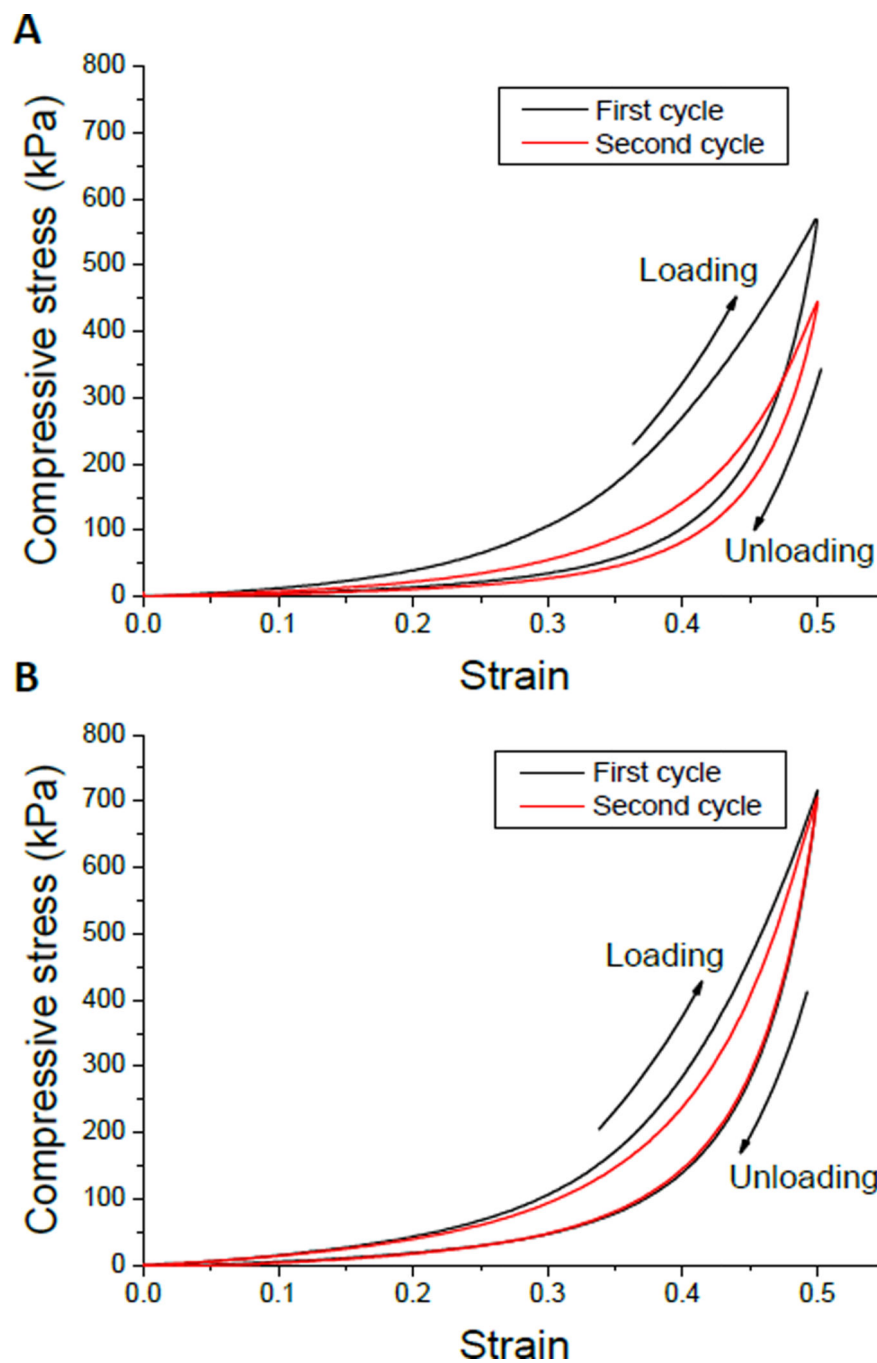 A
800
700
600
500
400
300
200
100
0
Compressive stress (kPa)
First cycle
Second cycle
Loading
Unloading
0.0 0.1 0.2 0.3 0.4 0.5
Strain
B
800
700
600
500
400
300
200
100
0
Compressive stress (kPa)
First cycle
Second cycle
Loading
Unloading
0.0 0.1 0.2 0.3 0.4 0.5
Strain